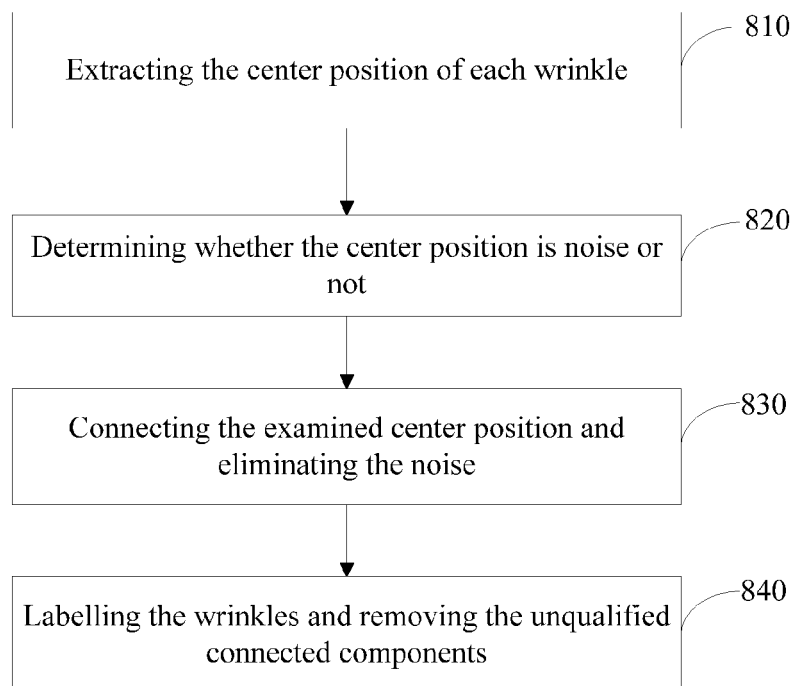 810
Extracting the center position of each wrinkle
820
Determining whether the center position is noise or
not
830
Connecting the examined center position and
eliminating the noise
840
Labelling the wrinkles and removing the unqualified
connected components